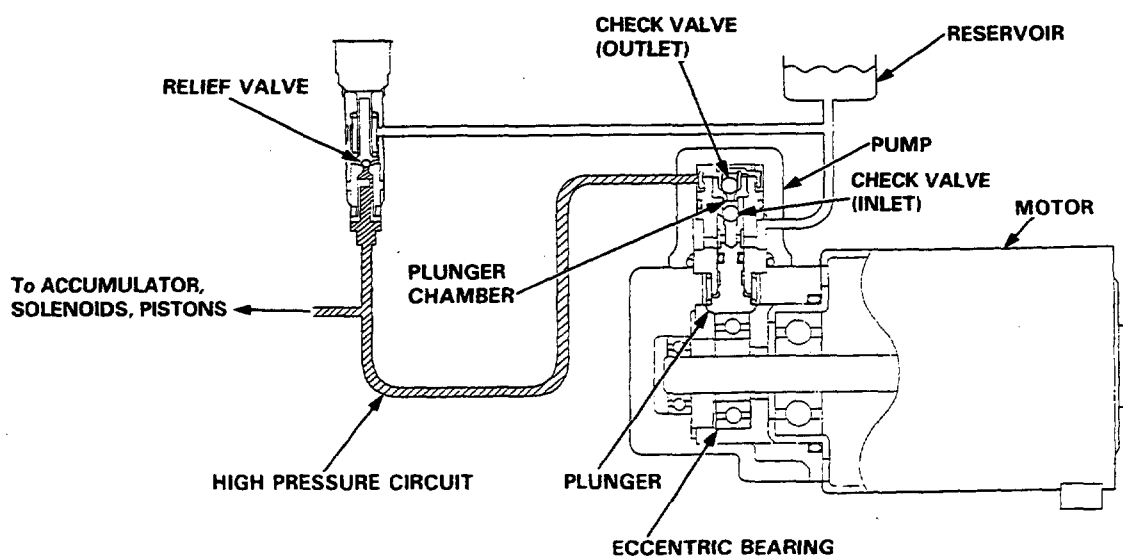 CHECK VALVE
(OUTLET)
RESERVOIR
RELIEF VALVE
PUMP
CHECK VALVE
(INLET)
MOTOR
PLUNGER
CHAMBER
To ACCUMULATOR,
SOLENOIDS, PISTONS
HIGH PRESSURE CIRCUIT
PLUNGER
ECCENTRIC BEARING